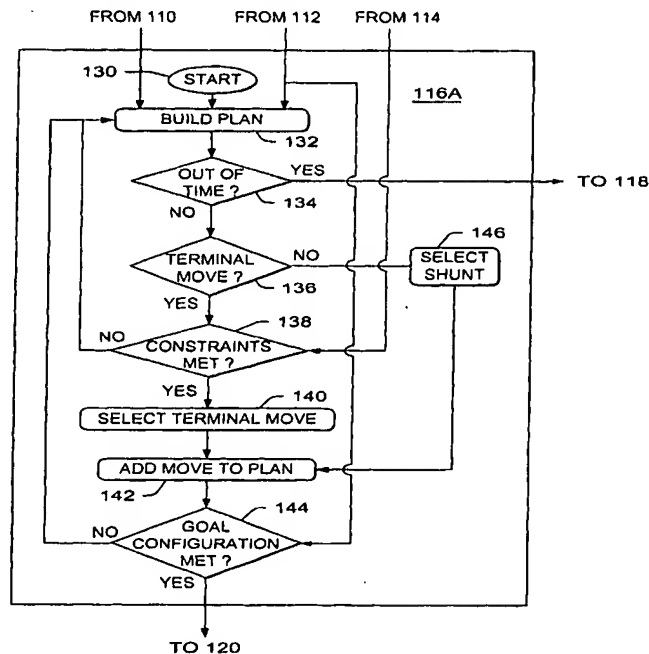 FROM 110
FROM 112
FROM 114
130
START
116A
BUILD PLAN
132
OUT OF
TIME ?
YES
134
TO 118
NO
TERMINAL
MOVE ?
NO
136
146
SELECT
SHUNT
YES
138
NO
CONSTRAINTS
MET ?
YES
140
SELECT TERMINAL MOVE
ADD MOVE TO PLAN
142
144
NO
GOAL
CONFIGURATION
MET ?
YES
TO 120